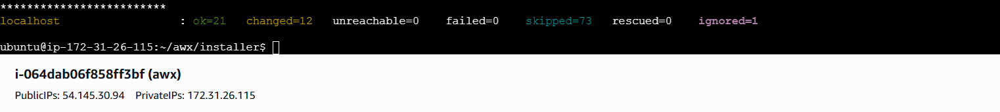 *************************
localhost : ok=21 changed=12 unreachable=0 failed=0 skipped=73 rescued=0 ignored=1
ubuntu@ip-172-31-26-115:~/awx/installer$
i-064dab06f858ff3bf (awx)
PublicIPs: 54.145.30.94 PrivateIPs: 172.31.26.115